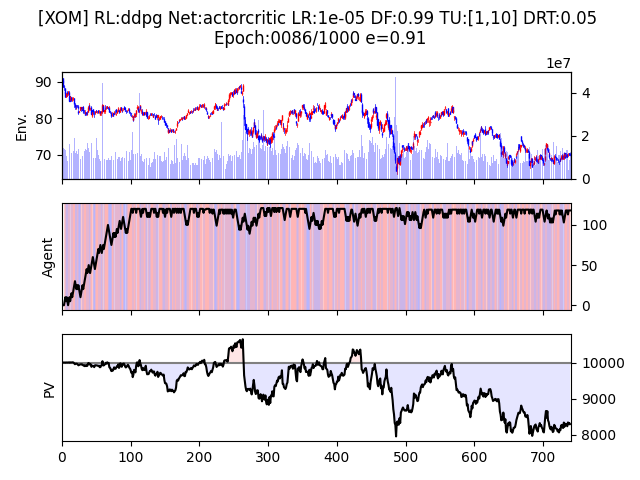 [XOM] RL:ddpg Net:actorcritic LR:1e-05 DF:0.99 TU:[1,10] DRT:0.05
Epoch:0086/1000 e=0.91
1e7
90
80
70
Env.
4
2
0
Agent
100
50
0
PV
10000
9000
8000
0 100 200 300 400 500 600 700